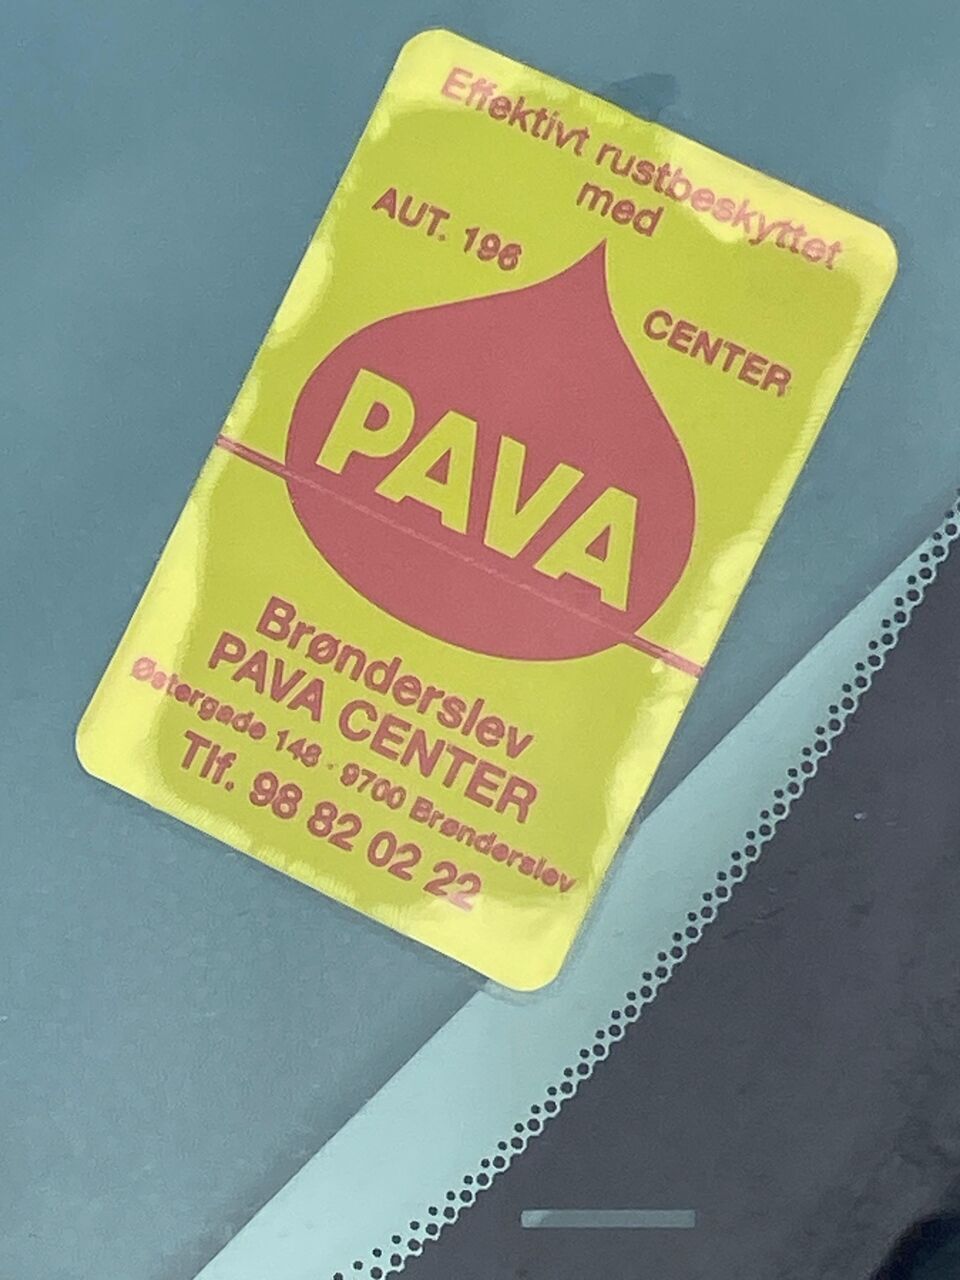 Effektivt rustbeskyttet
med
AUT. 196
CENTER
PAVA
Brønderslev
PAVA CENTER
Østergade 148 · 9700 Brønderslev
Tlf. 98 82 02 22